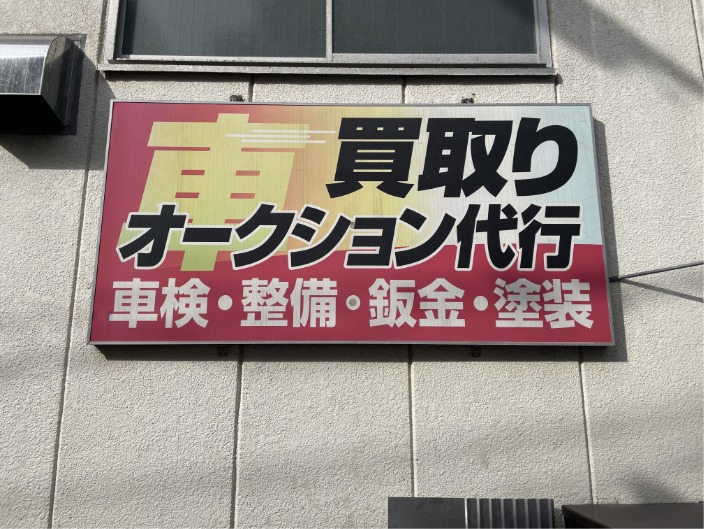 車 買取り
オークション代行
車検・整備・鈑金・塗装